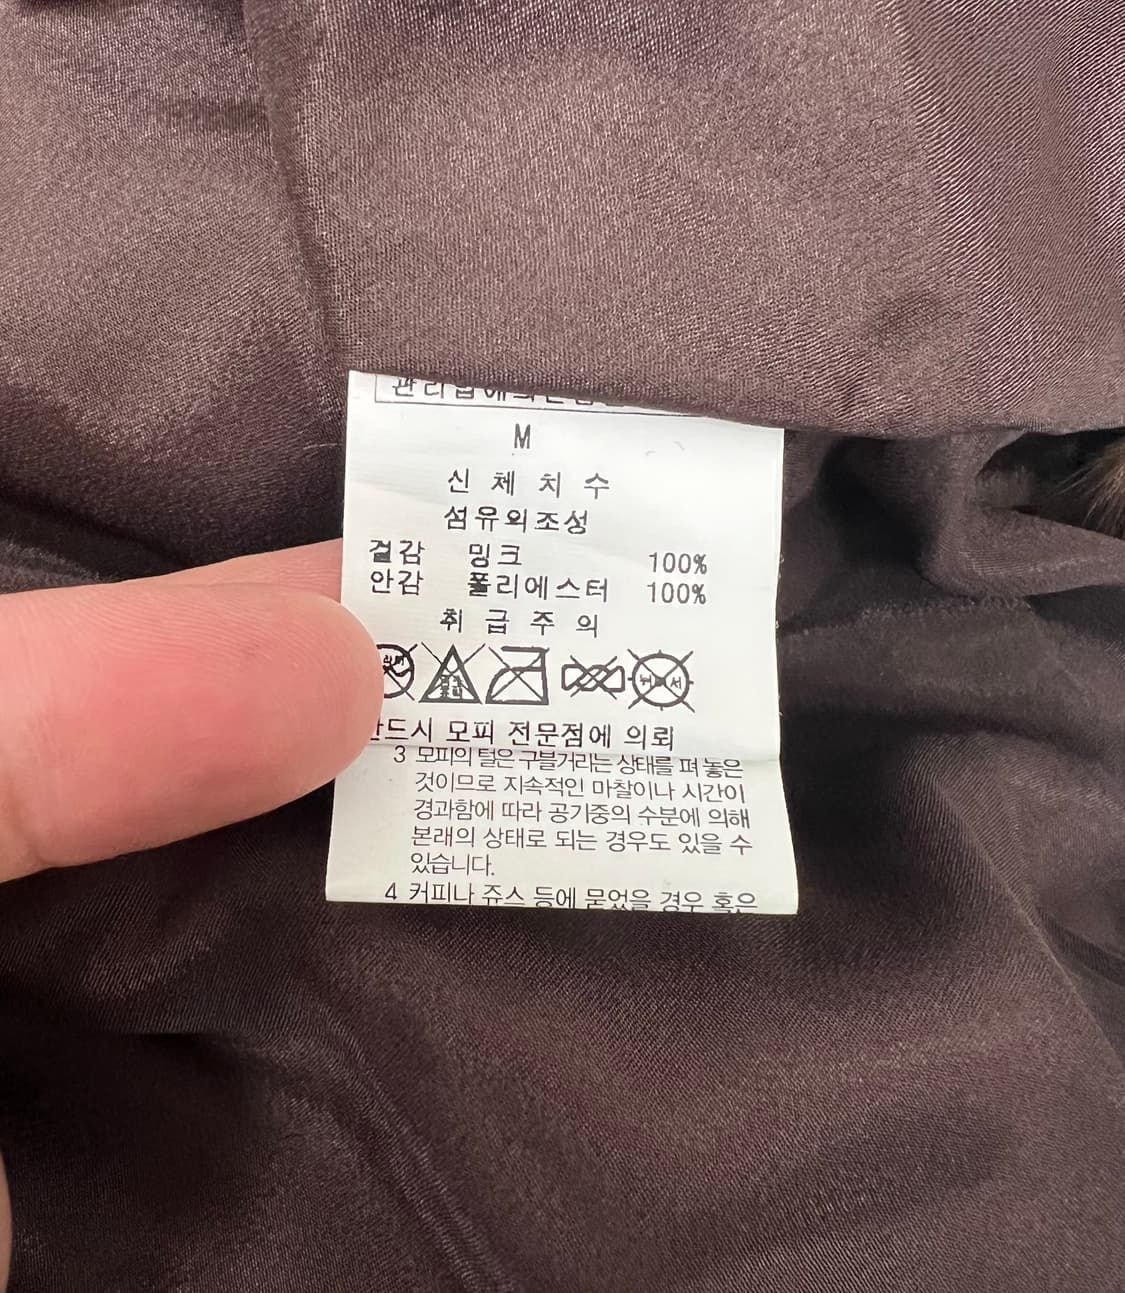 M
신 체 치 수
섬유의조성
겉감 밍크 100%
안감 폴리에스터 100%
취 급 주 의
반드시 모피 전문점에 의뢰
3 모피의 털은 구불거리는 상태를 펴 놓은
것이므로 지속적인 마찰이나 시간이
경과함에 따라 공기중의 수분에 의해
본래의 상태로 되는 경우도 있을 수
있습니다.
4 커피나 쥬스 등에 묻었을 경우 혹은